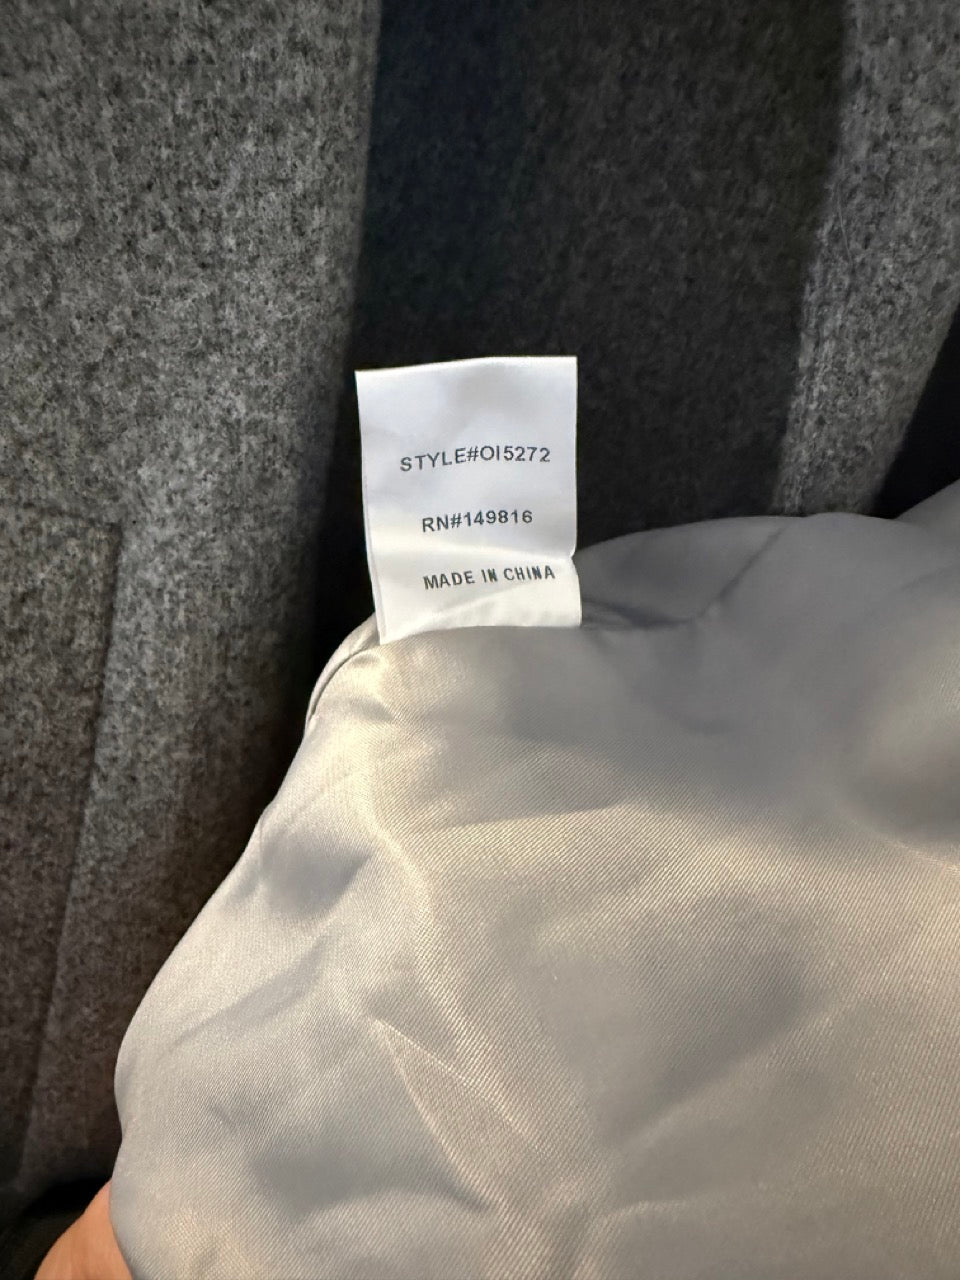 STYLE#OI5272
RN#149816
MADE IN CHINA